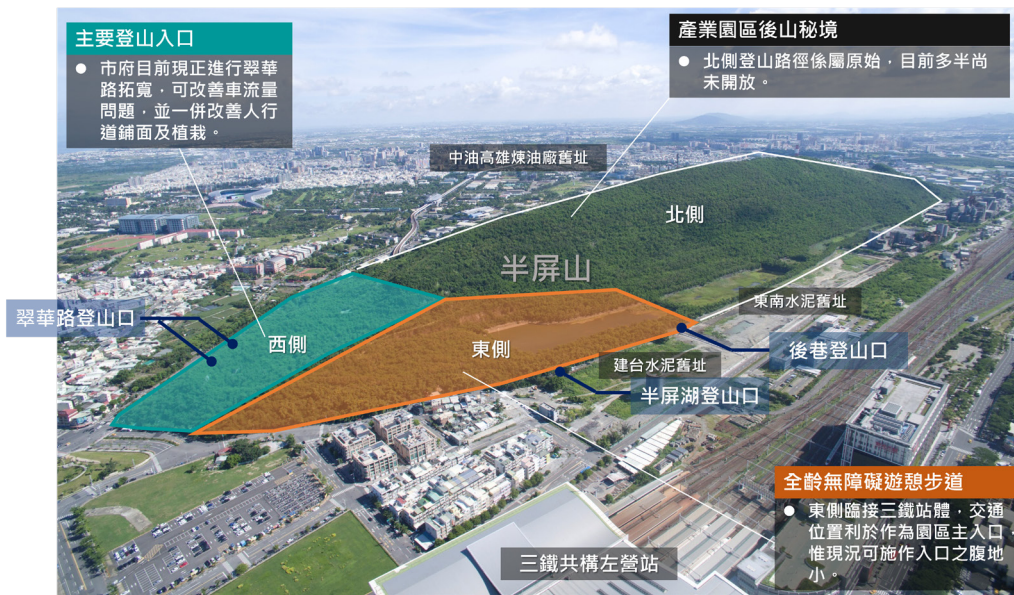 主要登山入口
● 市府目前現正進行翠華
路拓寬，可改善車流量
問題，並一併改善人行
道鋪面及植栽。
產業園區後山秘境
● 北側登山路徑係屬原始，目前多半尚
未開放。
中油高雄煉油廠舊址
北側
半屏山
東南水泥舊址
翠華路登山口
西側
東側
後巷登山口
建台水泥舊址
半屏湖登山口
全齡無障礙遊憩步道
● 東側臨接三鐵站體，交通
位置利於作為園區主入口，
惟現況可施作入口之腹地
小。
三鐵共構左營站